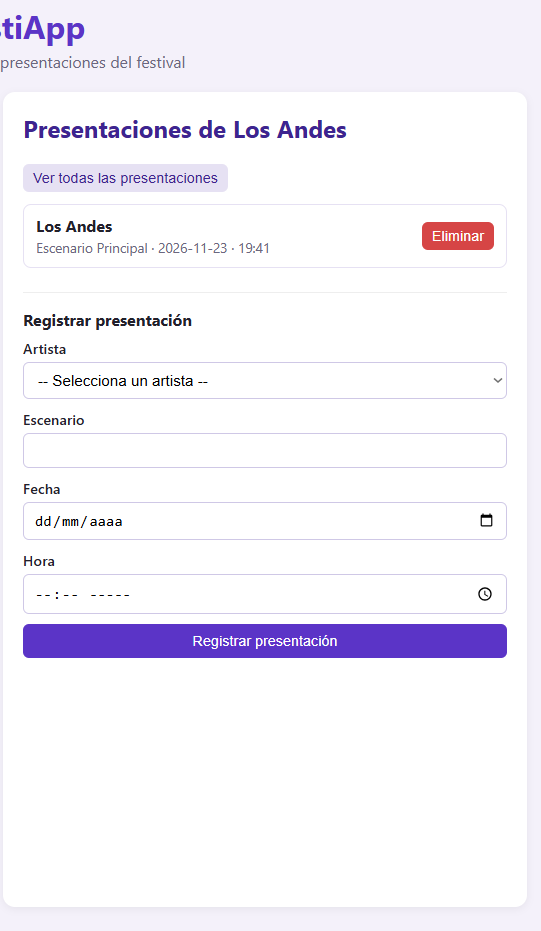 tiApp
presentaciones del festival
Presentaciones de Los Andes
Ver todas las presentaciones
Los Andes
Escenario Principal · 2026-11-23 · 19:41
Eliminar
Registrar presentación
Artista
-- Selecciona un artista --
Escenario
Fecha
dd/mm/aaaa
Hora
--:-- -----
Registrar presentación